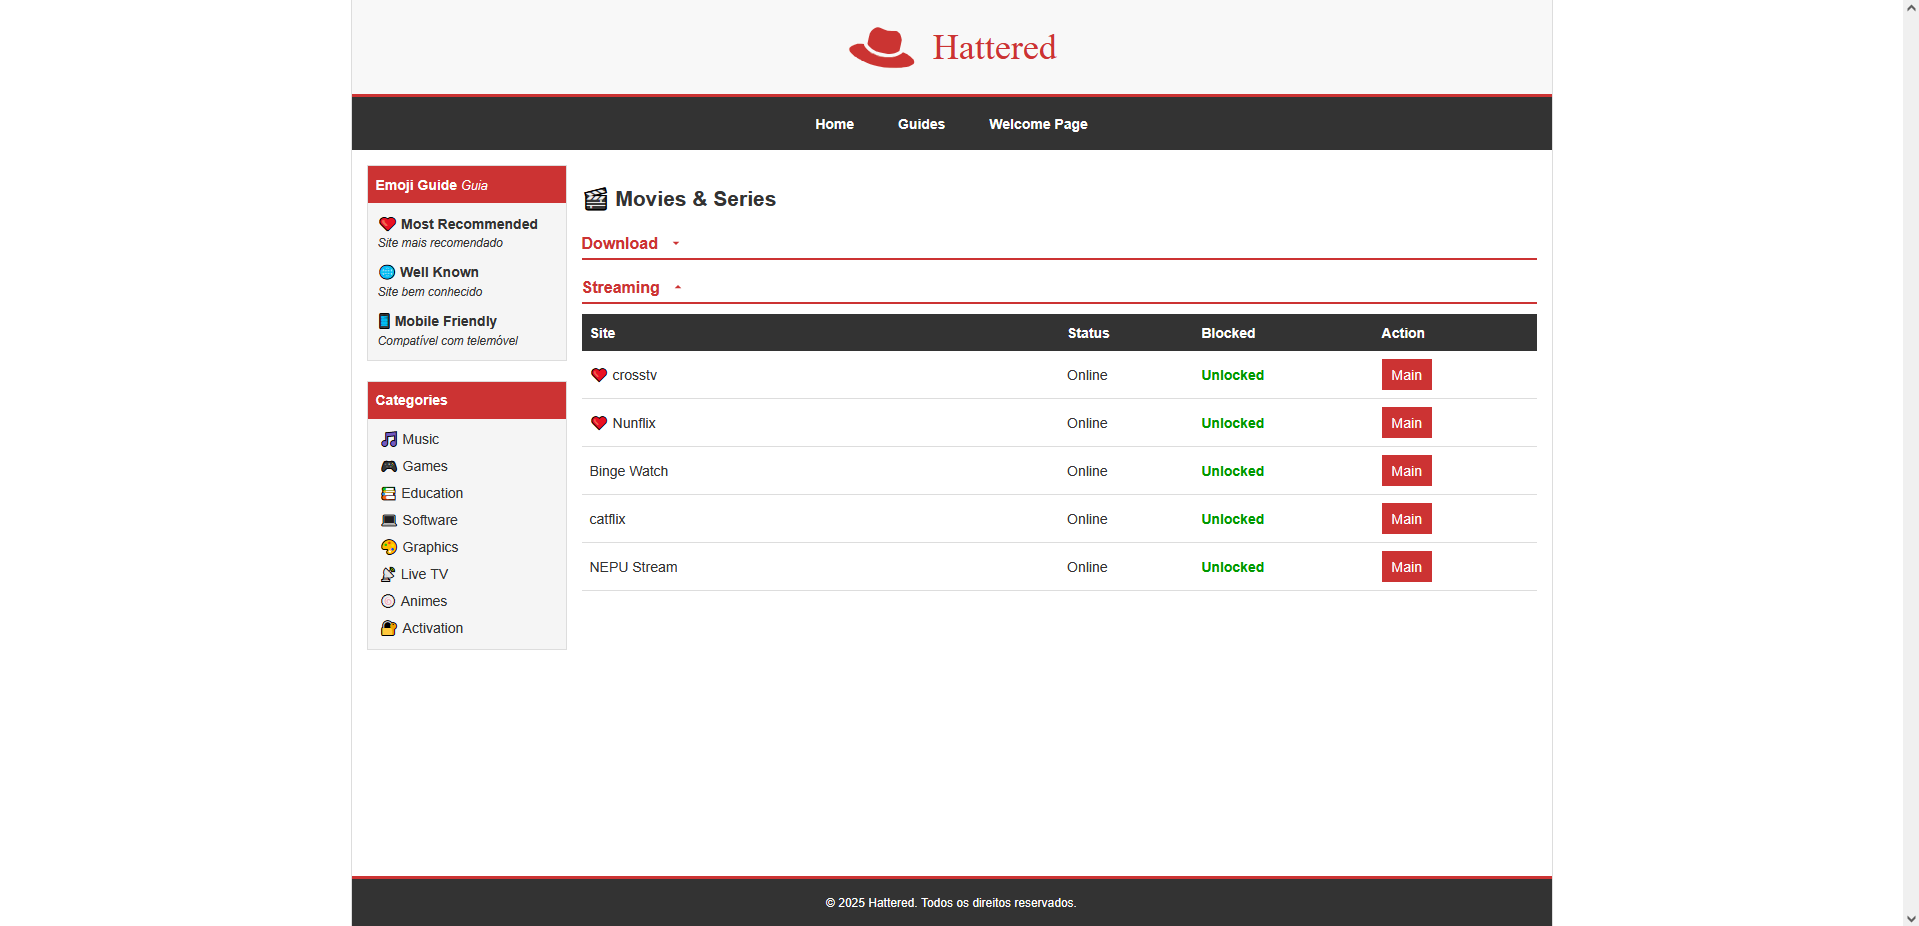 Hattered
Home Guides Welcome Page
Emoji Guide Guia
Most Recommended
Site mais recomendado
Well Known
Site bem conhecido
Mobile Friendly
Compatível com telemóvel
Categories
Music
Games
Education
Software
Graphics
Live TV
Animes
Activation
Movies & Series
Download
Streaming
Site Status Blocked Action
crosstv Online Unlocked Main
Nunflix Online Unlocked Main
Binge Watch Online Unlocked Main
catflix Online Unlocked Main
NEPU Stream Online Unlocked Main
© 2025 Hattered. Todos os direitos reservados.